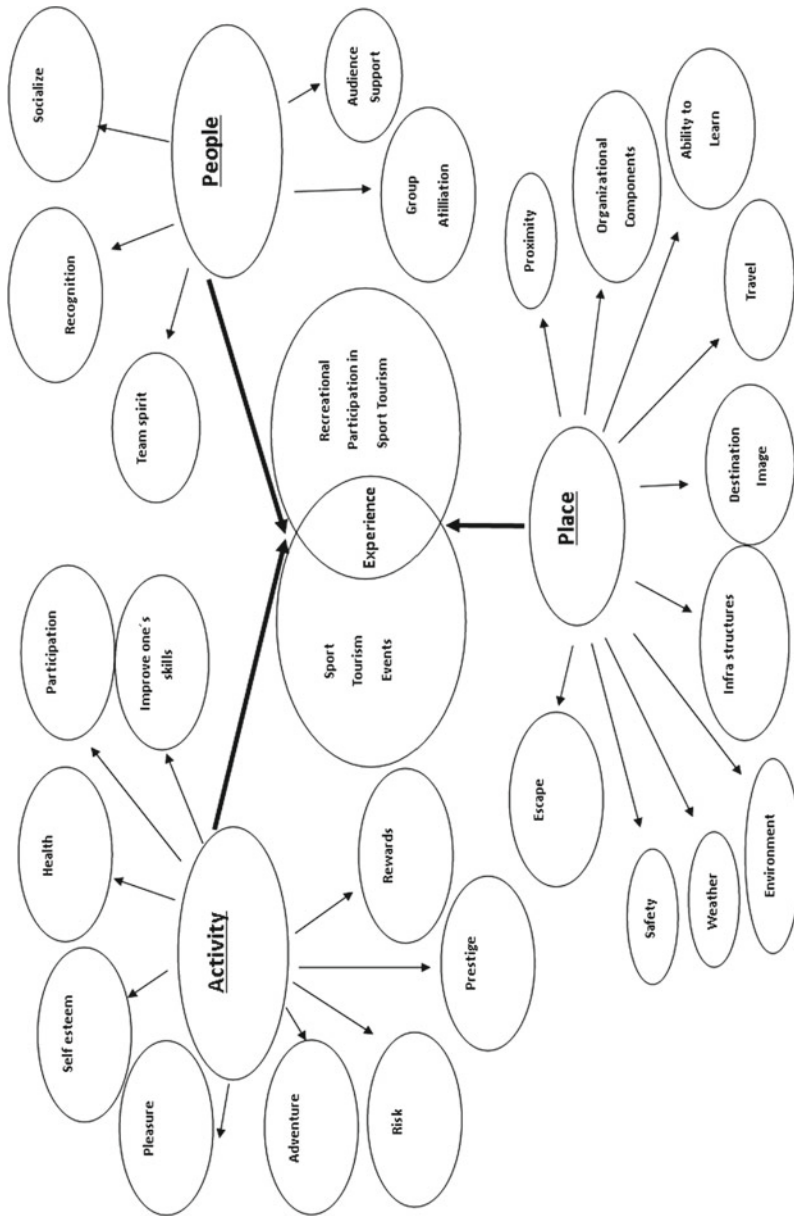 Self esteem
Health
Participation
Recognition
Socialize
Pleasure
Improve one´s
skills
Team spirit
Activity
People
Adventure
Risk
Rewards
Prestige
Audience
Support
Group
Atilliation
Sport
Tourism
Events
Experience
Recreational
Participation in
Sport Tourism
Escape
Place
Proximity
Organizational
Components
Ability to
Learn
Travel
Destination
Image
Infra structures
Safety
Weather
Environment